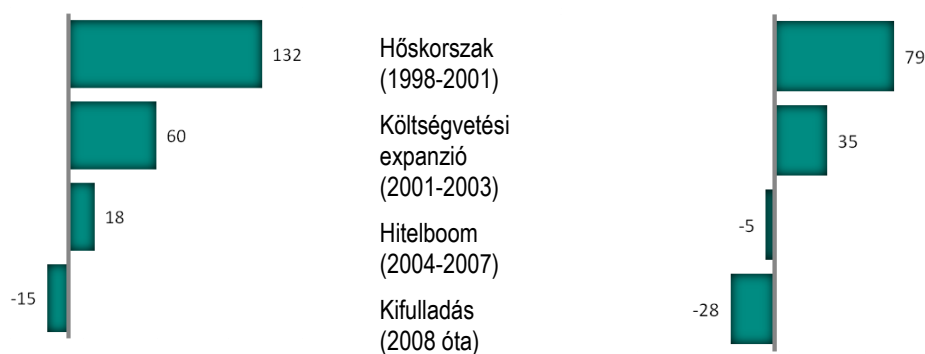 132
Hőskorszak
(1998-2001)
79
60
Költségvetési
expanzió
(2001-2003)
35
18
Hitelboom
(2004-2007)
-5
-15
Kifulladás
(2008 óta)
-28